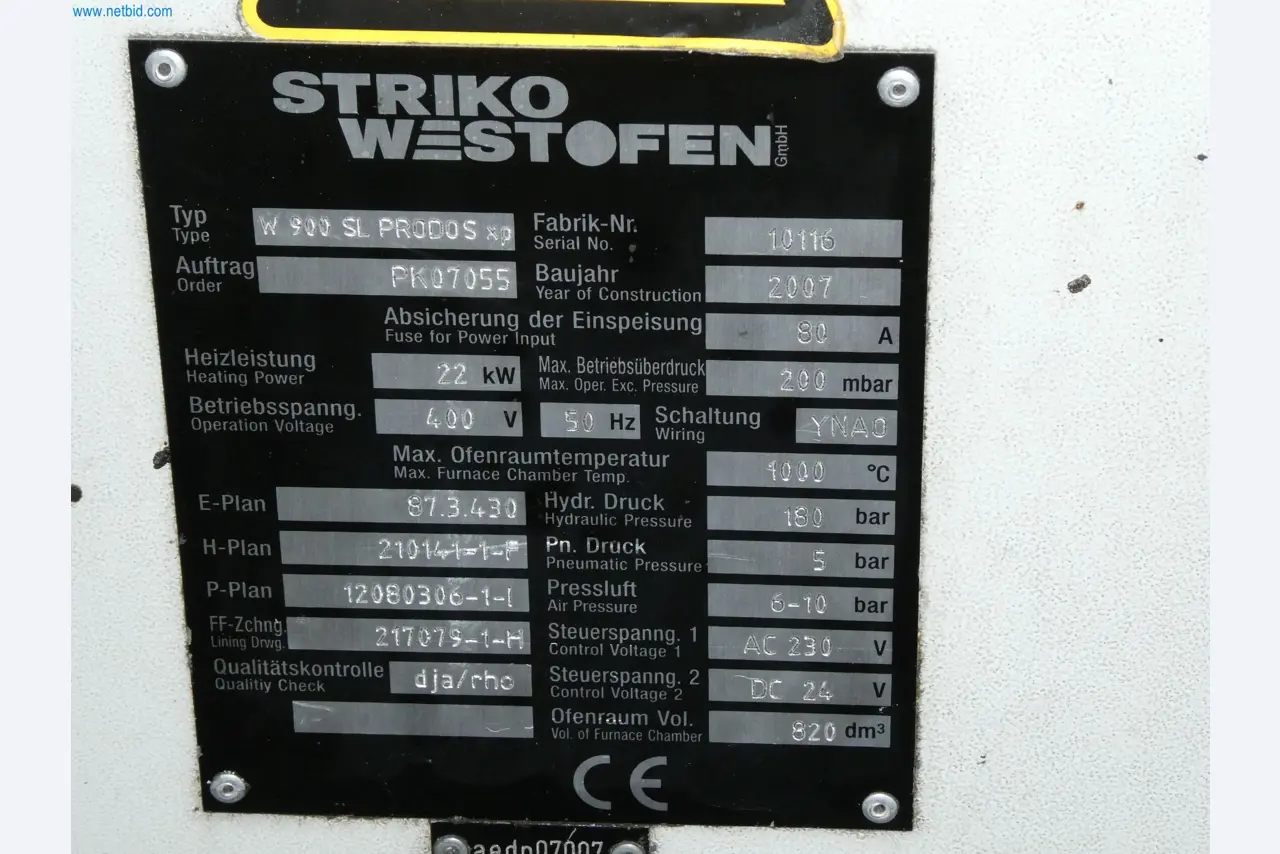 www.netbid.com
STRIKO
WESTOFEN GmbH
Typ
Type
W 900 SL PRODOS xp
Fabrik-Nr.
Serial No.
10116
Auftrag
Order
PK07055
Baujahr
Year of Construction
2007
Absicherung der Einspeisung
Fuse for Power Input
80 A
Heizleistung
Heating Power
22 kW
Max. Betriebsüberdruck
Max. Oper. Exc. Pressure
200 mbar
Betriebsspanng.
Operation Voltage
400 V
50 Hz
Schaltung
Wiring
YNA0
Max. Ofenraumtemperatur
Max. Furnace Chamber Temp.
1000 °C
E-Plan
87.3.430
Hydr. Druck
Hydraulic Pressure
180 bar
H-Plan
210141-1-F
Pn. Druck
Pneumatic Pressure
5 bar
P-Plan
12080306-1-I
Pressluft
Air Pressure
6-10 bar
FF-Zchng.
Lining Drwg.
217079-1-H
Steuerspanng. 1
Control Voltage 1
AC 230 V
Qualitätskontrolle
Qualitiy Check
dja/rho
Steuerspanng. 2
Control Voltage 2
DC 24 V
Ofenraum Vol.
Vol. of Furnace Chamber
820 dm³
CE
aedp07007